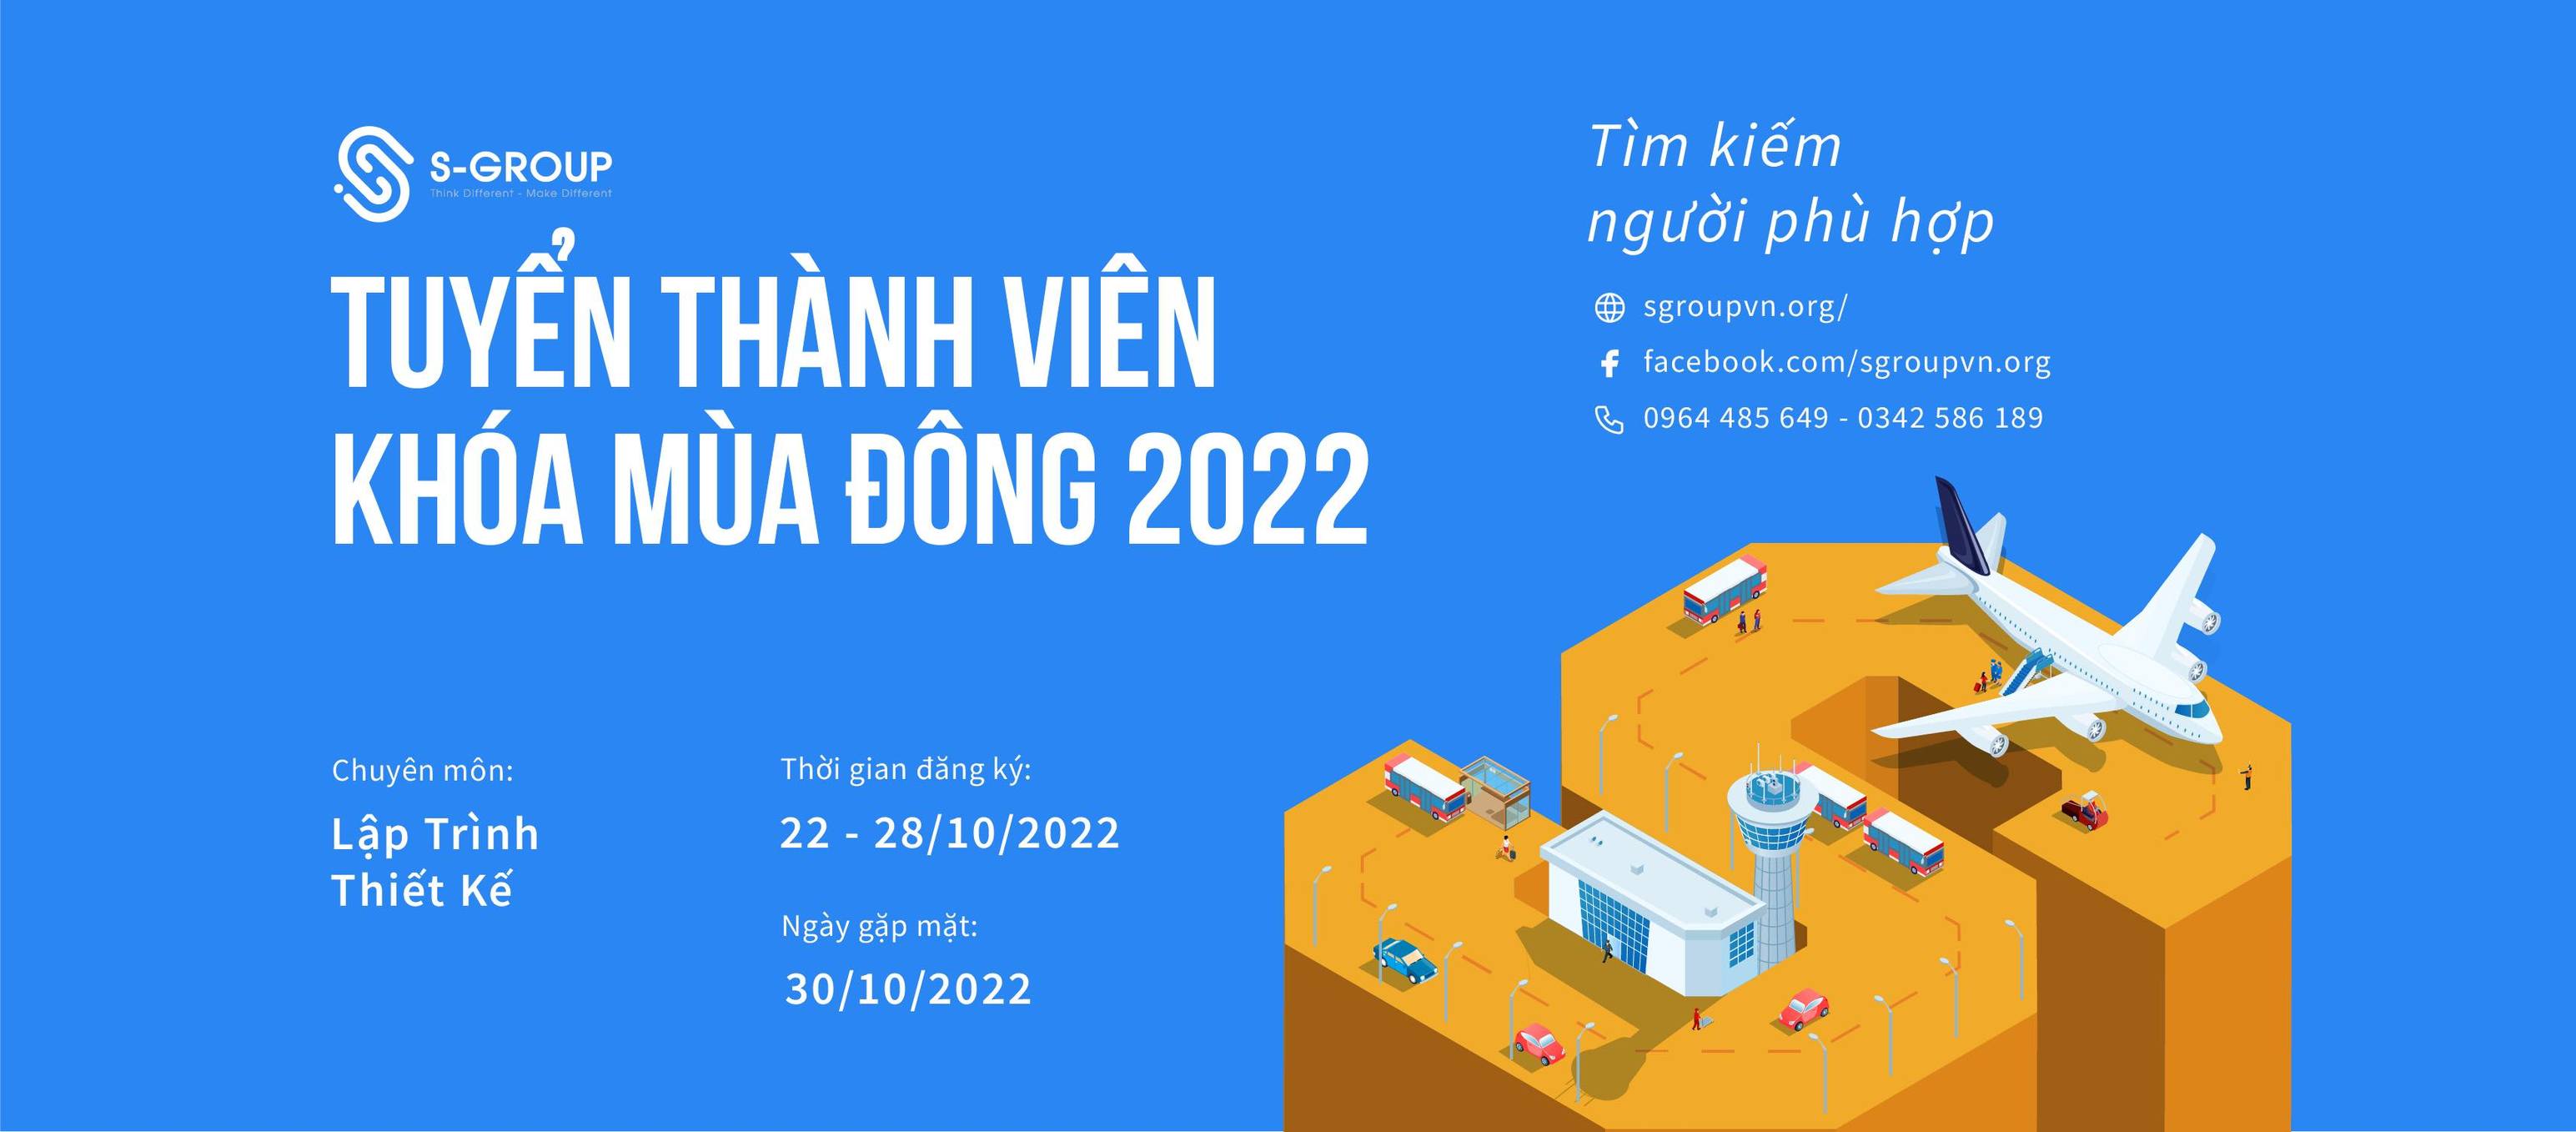 S-GROUP
Think Different - Make Different
TUYỂN THÀNH VIÊN
KHÓA MÙA ĐÔNG 2022
Chuyên môn:
Lập Trình
Thiết Kế
Thời gian đăng ký:
22 - 28/10/2022
Ngày gặp mặt:
30/10/2022
Tìm kiếm
người phù hợp
sgroupvn.org/
facebook.com/sgroupvn.org
0964 485 649 - 0342 586 189